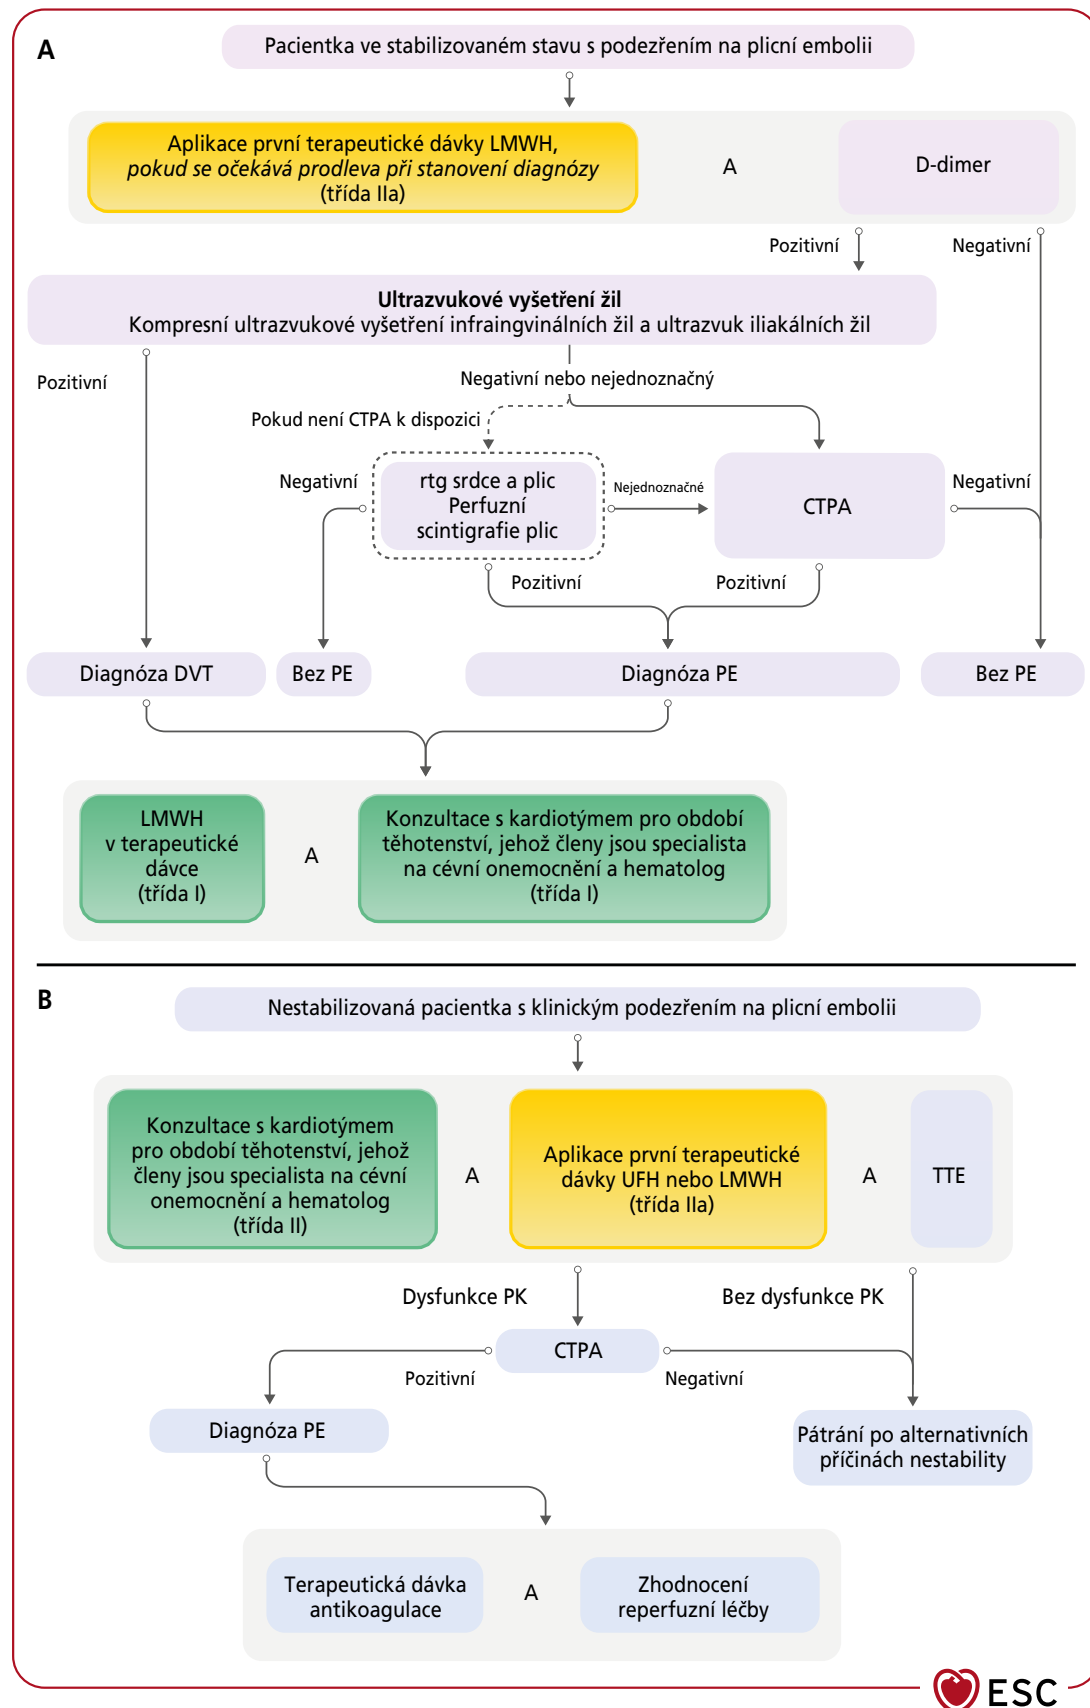 A
Pacientka ve stabilizovaném stavu s podezřením na plicní embolii
Aplikace první terapeutické dávky LMWH,
pokud se očekává prodleva při stanovení diagnózy
(třída IIa)
A
D-dimer
Pozitivní
Negativní
Ultrazvukové vyšetření žil
Kompresní ultrazvukové vyšetření infraingvinálních žil a ultrazvuk iliakálních žil
Pozitivní
Negativní nebo nejednoznačný
Pokud není CTPA k dispozici
Negativní
rtg srdce a plic
Perfuzní
scintigrafie plic
Nejednoznačné
CTPA
Negativní
Pozitivní
Pozitivní
Diagnóza DVT
Bez PE
Diagnóza PE
Bez PE
LMWH
v terapeutické
dávce
(třída I)
A
Konzultace s kardiotýmem pro období
těhotenství, jehož členy jsou specialista
na cévní onemocnění a hematolog
(třída I)
B
Nestabilizovaná pacientka s klinickým podezřením na plicní embolii
Konzultace s kardiotýmem
pro období těhotenství, jehož
členy jsou specialista na cévní
onemocnění a hematolog
(třída II)
A
Aplikace první terapeutické
dávky UFH nebo LMWH
(třída IIa)
A
TTE
Dysfunkce PK
Bez dysfunkce PK
CTPA
Pozitivní
Negativní
Diagnóza PE
Pátrání po alternativních
příčinách nestability
Terapeutická dávka
antikoagulace
A
Zhodnocení
reperfuzní léčby
ESC